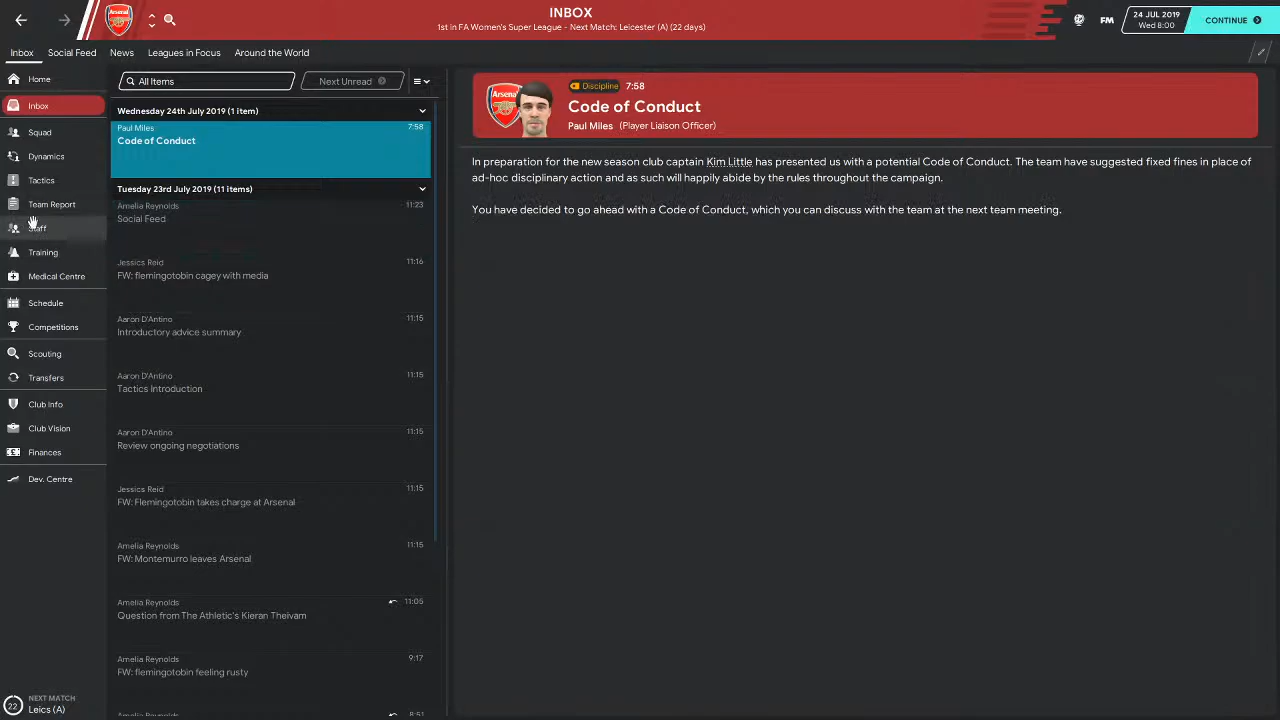 INBOX
1st in FA Women's Super League - Next Match: Leicester (A) (22 days)
FM
24 JUL 2019
Wed 8:00
CONTINUE
Inbox
Social Feed
News
Leagues in Focus
Around the World
Home
Inbox
Squad
Dynamics
Tactics
Team Report
Staff
Training
Medical Centre
Schedule
Competitions
Scouting
Transfers
Club Info
Club Vision
Finances
Dev. Centre
22
NEXT MATCH
Leics (A)
All Items
Next Unread
Wednesday 24th July 2019 (1 item)
Paul Miles
7:58
Code of Conduct
Tuesday 23rd July 2019 (11 items)
Amelia Reynolds
11:23
Social Feed
Jessics Reid
11:16
FW: flemingotobin cagey with media
Aaron D'Antino
11:15
Introductory advice summary
Aaron D'Antino
11:15
Tactics Introduction
Aaron D'Antino
11:15
Review ongoing negotiations
Jessics Reid
11:15
FW: Flemingotobin takes charge at Arsenal
Amelia Reynolds
11:15
FW: Montemurro leaves Arsenal
Amelia Reynolds
11:05
Question from The Athletic's Kieran Theivam
Amelia Reynolds
9:17
FW: flemingotobin feeling rusty
Amelia Reynolds
8:51
Arsenal
Discipline
7:58
Code of Conduct
Paul Miles (Player Liaison Officer)
In preparation for the new season club captain Kim Little has presented us with a potential Code of Conduct. The team have suggested fixed fines in place of
ad-hoc disciplinary action and as such will happily abide by the rules throughout the campaign.
You have decided to go ahead with a Code of Conduct, which you can discuss with the team at the next team meeting.